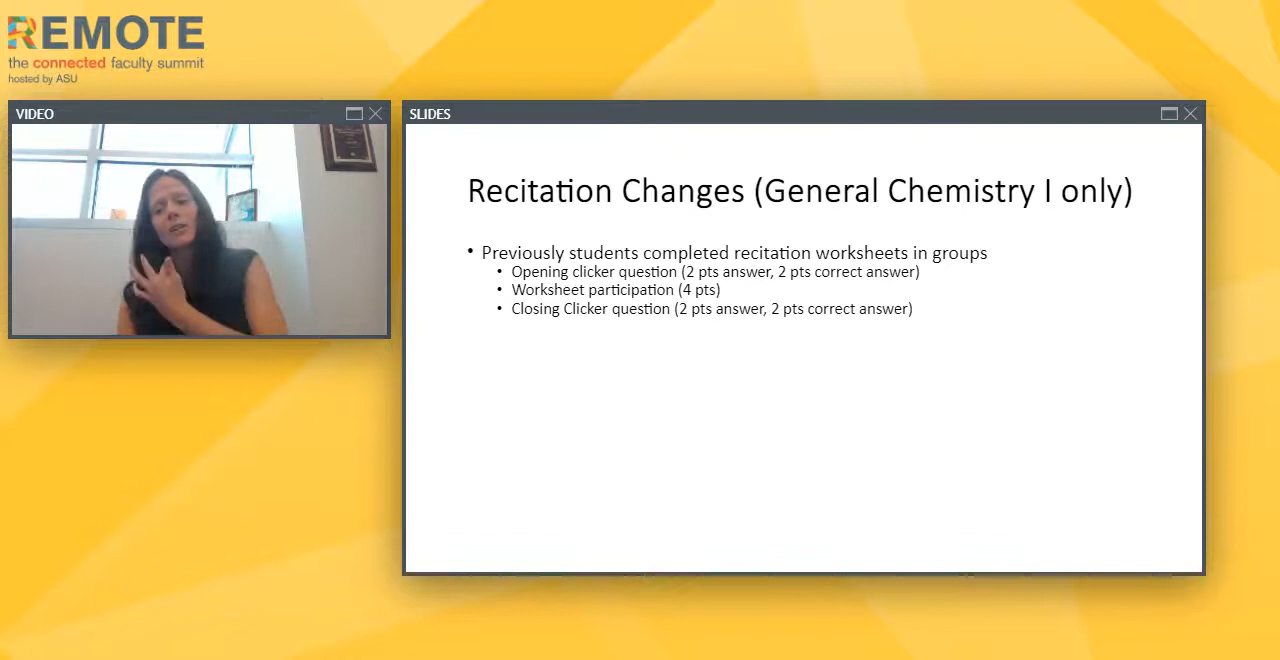 REMOTE
the connected faculty summit
hosted by ASU
VIDEO
SLIDES
Recitation Changes (General Chemistry I only)
• Previously students completed recitation worksheets in groups
• Opening clicker question (2 pts answer, 2 pts correct answer)
• Worksheet participation (4 pts)
• Closing Clicker question (2 pts answer, 2 pts correct answer)